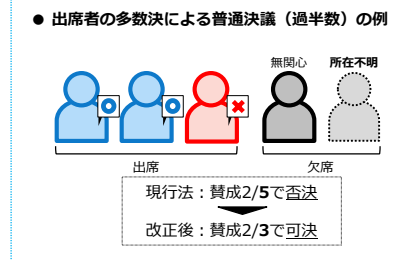 ● 出席者の多数決による普通決議（過半数）の例
無関心 所在不明
出席 欠席
現行法：賛成2/5で否決
改正後：賛成2/3で可決